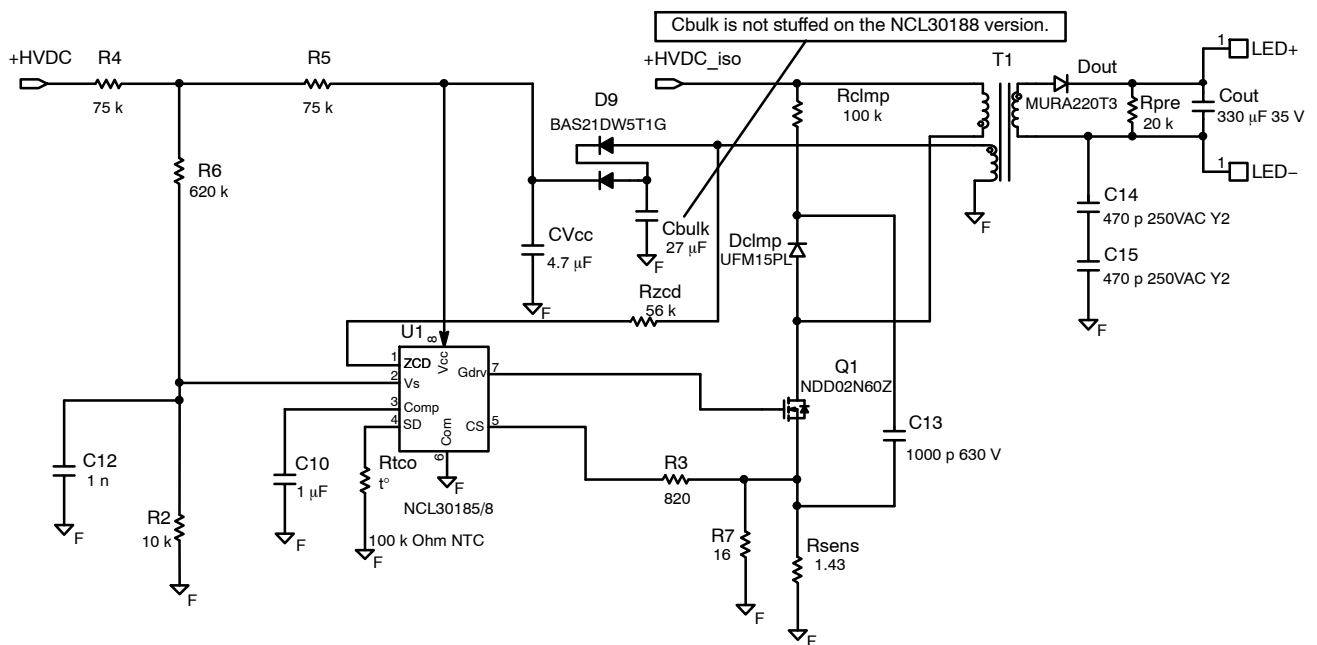 Cbulk is not stuffed on the NCL30188 version.
+HVDC
R4
75 k
R5
75 k
+HVDC_iso
T1
Dout
MURA220T3
1
LED+
Rclmp
100 k
Rpre
20 k
Cout
330 μF 35 V
D9
BAS21DW5T1G
1
LED−
R6
620 k
F
C14
470 p 250VAC Y2
CVcc
4.7 μF
Cbulk
27 μF
F
Dclmp
UFM15PL
C15
470 p 250VAC Y2
F
Rzcd
56 k
F
U1
8
Vcc
1
ZCD
2
Vs
3
Comp
4
SD
Gdrv
7
CS
5
Com
6
Q1
NDD02N60Z
C13
1000 p 630 V
C12
1 n
F
C10
1 μF
F
Rtco
t°
F
NCL30185/8
100 k Ohm NTC
F
R3
820
R2
10 k
F
R7
16
F
Rsens
1.43
F